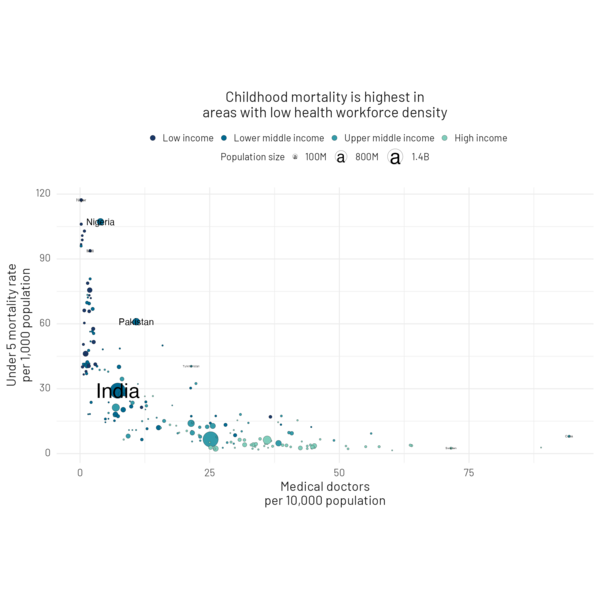 Childhood mortality is highest in
areas with low health workforce density
Low income Lower middle income Upper middle income High income
Population size a 100M a 800M a 1.4B
120
90
60
30
0
Nigeria
Pakistan
India
0 25 50 75
Under 5 mortality rate
per 1,000 population
Medical doctors
per 10,000 population